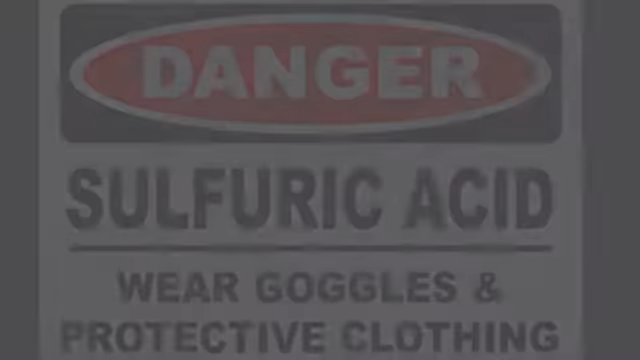 DANGER
SULFURIC ACID
WEAR GOGGLES &
PROTECTIVE CLOTHING